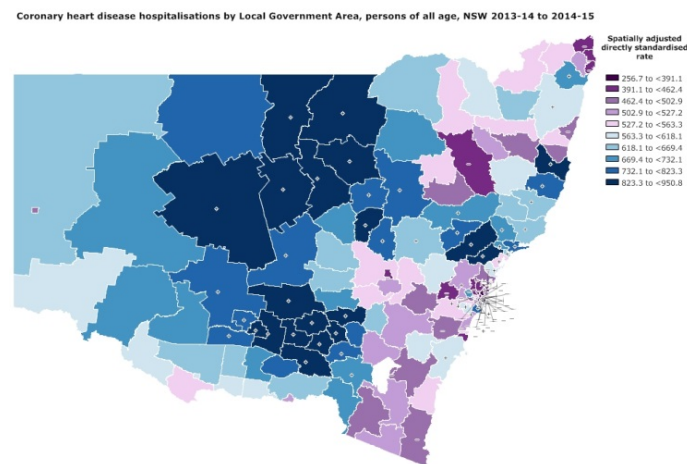 Coronary heart disease hospitalisations by Local Government Area, persons of all age, NSW 2013-14 to 2014-15
Spatially adjusted
directly standardised
rate
256.7 to <391.1
391.1 to <462.4
462.4 to <502.9
502.9 to <527.2
527.2 to <563.3
563.3 to <618.1
618.1 to <669.4
669.4 to <732.1
732.1 to <823.3
823.3 to <950.8